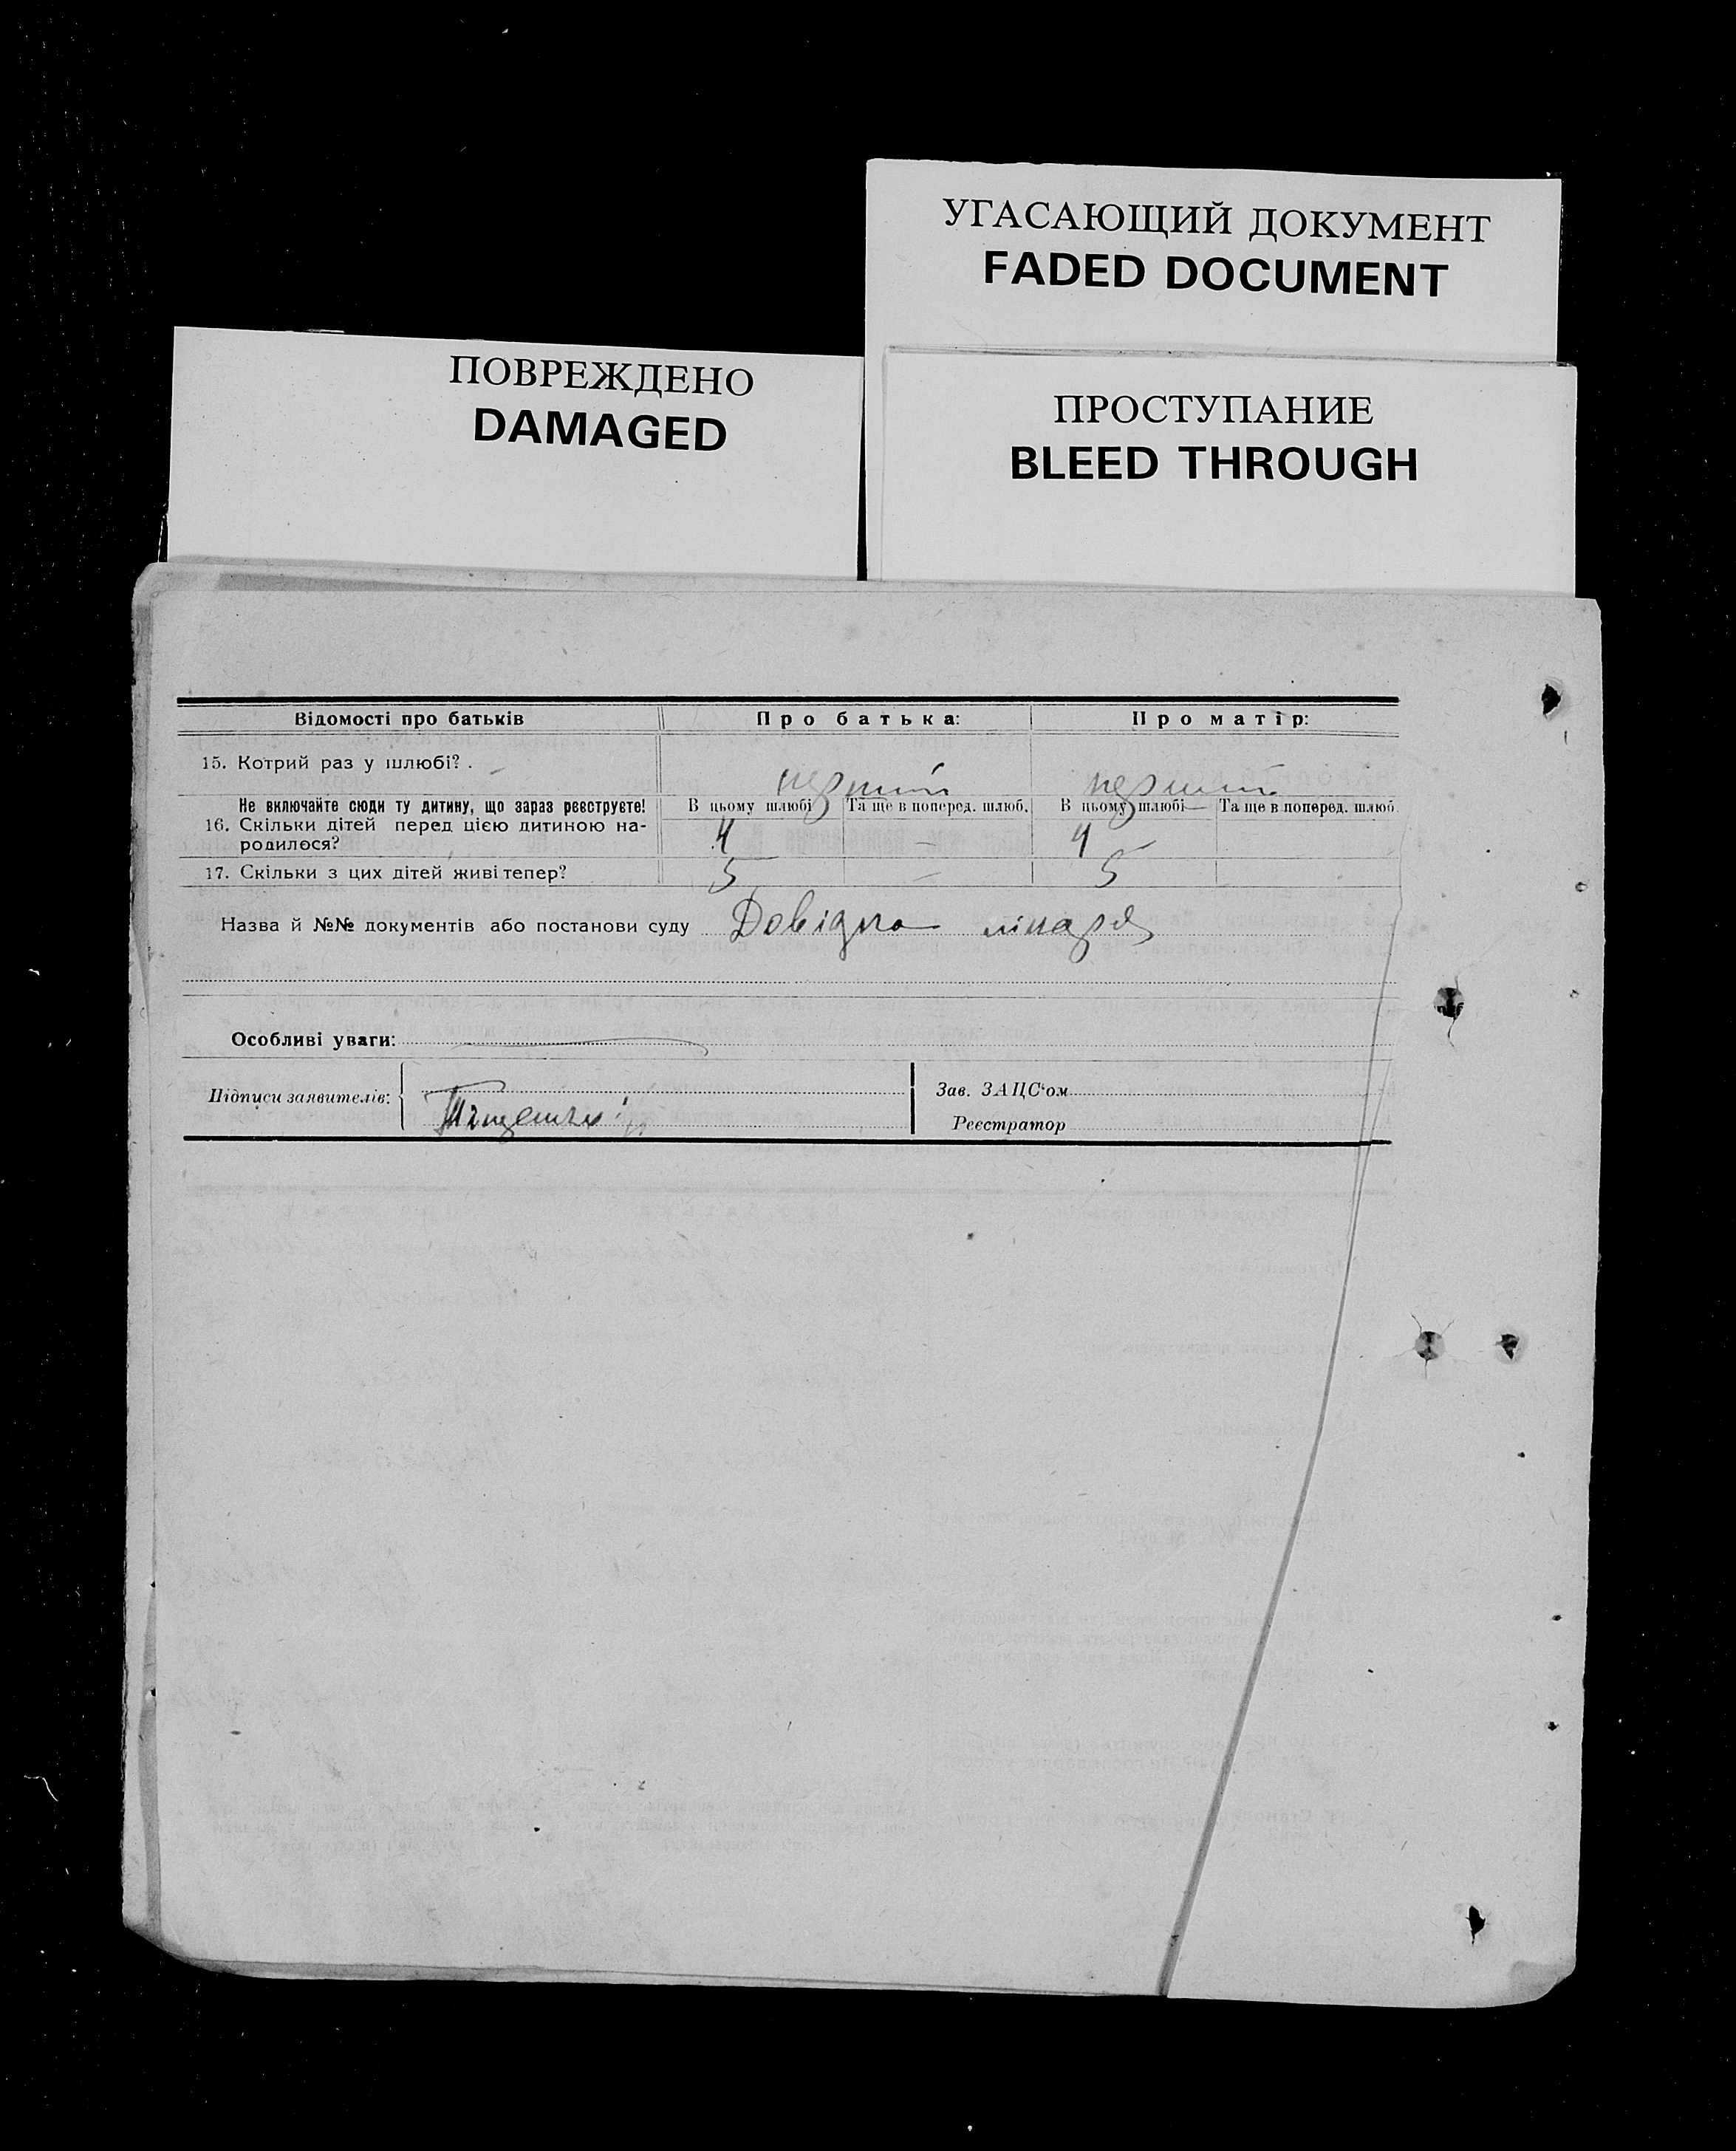 УГАСАЮЩИЙ ДОКУМЕНТ
FADED DOCUMENT
ПОВРЕЖДЕНО
DAMAGED
ПРОСТУПАНИЕ
BLEED THROUGH
Відомості про батьків Про батька: Про матір:
15. Котрий раз у шлюбі? . перший перший
Не включайте сюди ту дитину, що зараз реєструєте! В цьому шлюбі Та ще в поперед. шлюб. В цьому шлюбі Та ще в поперед. шлюб.
16. Скільки дітей перед цією дитиною на- 4 — 4
родилося?
17. Скільки з цих дітей живі тепер? 5 — 5
Назва й №№ документів або постанови суду Довідка лікаря
Особливі уваги:
Підписи заявителів: Зав. ЗАЦС'ом
Реєстратор